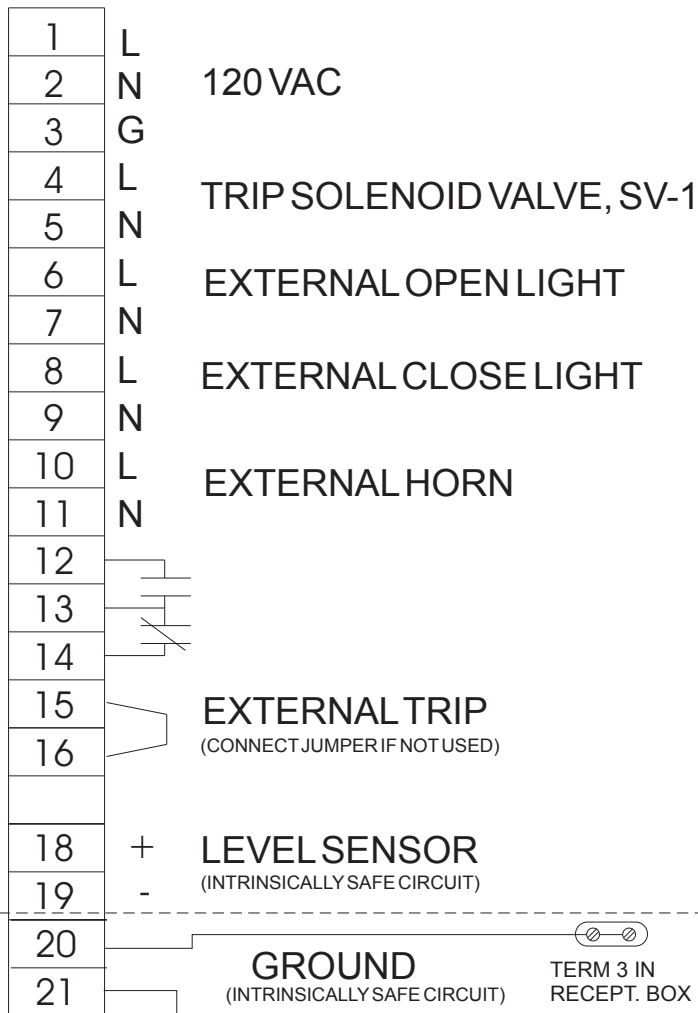 1 L
2 N 120 VAC
3 G
4 L TRIP SOLENOID VALVE, SV-1
5 N
6 L EXTERNAL OPEN LIGHT
7 N
8 L EXTERNAL CLOSE LIGHT
9 N
10 L EXTERNAL HORN
11 N
12
13
14
15 EXTERNAL TRIP
16 (CONNECT JUMPER IF NOT USED)
18 + LEVEL SENSOR
19 - (INTRINSICALLY SAFE CIRCUIT)
20 GROUND TERM 3 IN
21 (INTRINSICALLY SAFE CIRCUIT) RECEPT. BOX